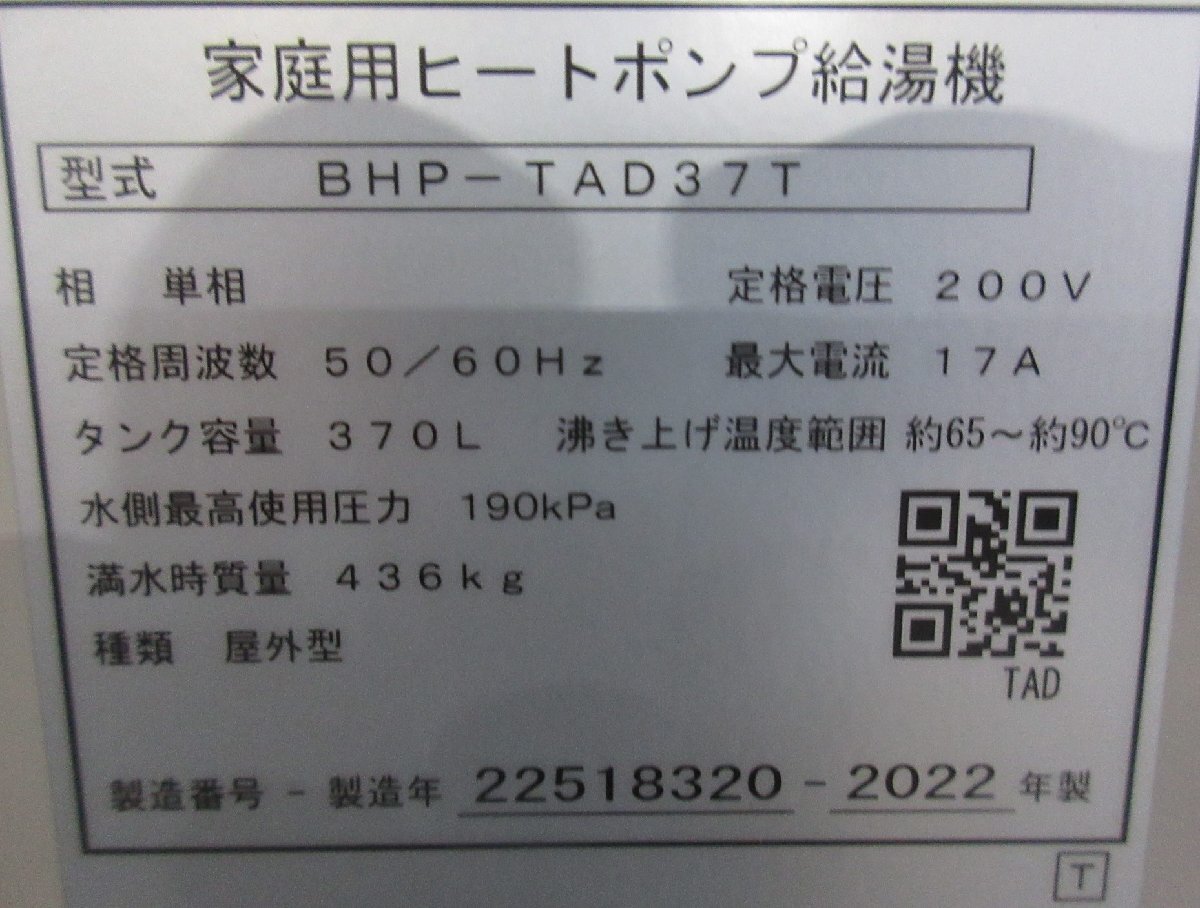 家庭用ヒートポンプ給湯機
型式 BHP-TAD37T
相 単相 定格電圧 200V
定格周波数 50/60Hz 最大電流 17A
タンク容量 370L 沸き上げ温度範囲 約65～約90℃
水側最高使用圧力 190kPa
満水時質量 436kg
種類 屋外型
TAD
製造番号 - 製造年 22518320 - 2022 年製
T